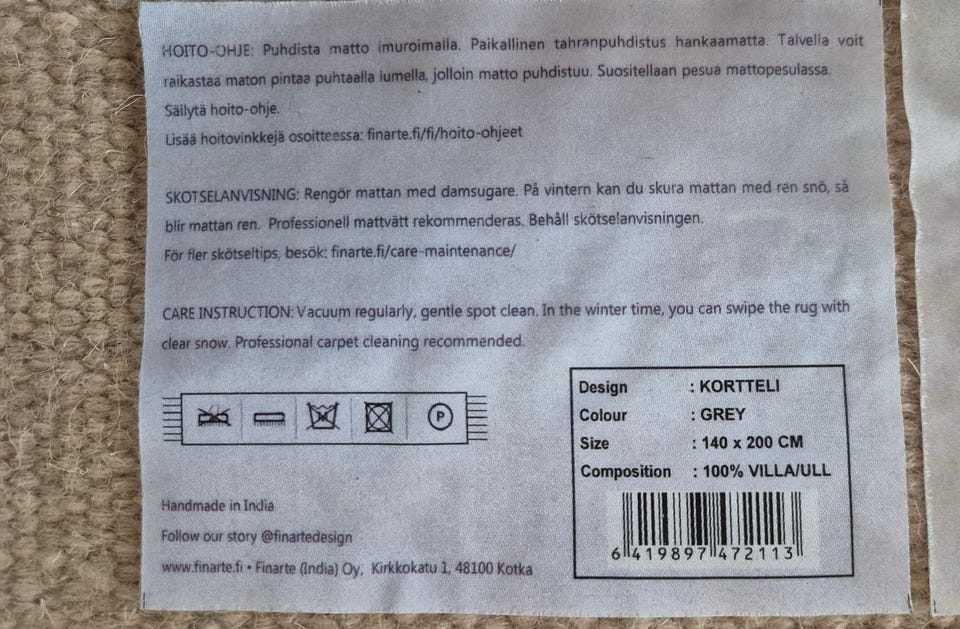 HOITO-OHJE: Puhdista matto imuroimalla. Paikallinen tahranpuhdistus hankaamatta. Talvella voit
raikastaa maton pintaa puhtaalla lumella, jolloin matto puhdistuu. Suositellaan pesua mattopesulassa.
Säilytä hoito-ohje.
Lisää hoitovinkkejä osoitteessa: finarte.fi/fi/hoito-ohjeet
SKÖTSELANVISNING: Rengör mattan med damsugare. På vintern kan du skura mattan med ren snö, så
blir mattan ren. Professionell mattvätt rekommenderas. Behåll skötselanvisningen.
För fler skötseltips, besök: finarte.fi/care-maintenance/
CARE INSTRUCTION: Vacuum regularly, gentle spot clean. In the winter time, you can swipe the rug with
clear snow. Professional carpet cleaning recommended.
P
Design : KORTTELI
Colour : GREY
Size : 140 x 200 CM
Composition : 100% VILLA/ULL
6 419897 472113
Handmade in India
Follow our story @finartedesign
www.finarte.fi • Finarte (India) Oy, Kirkkokatu 1, 48100 Kotka